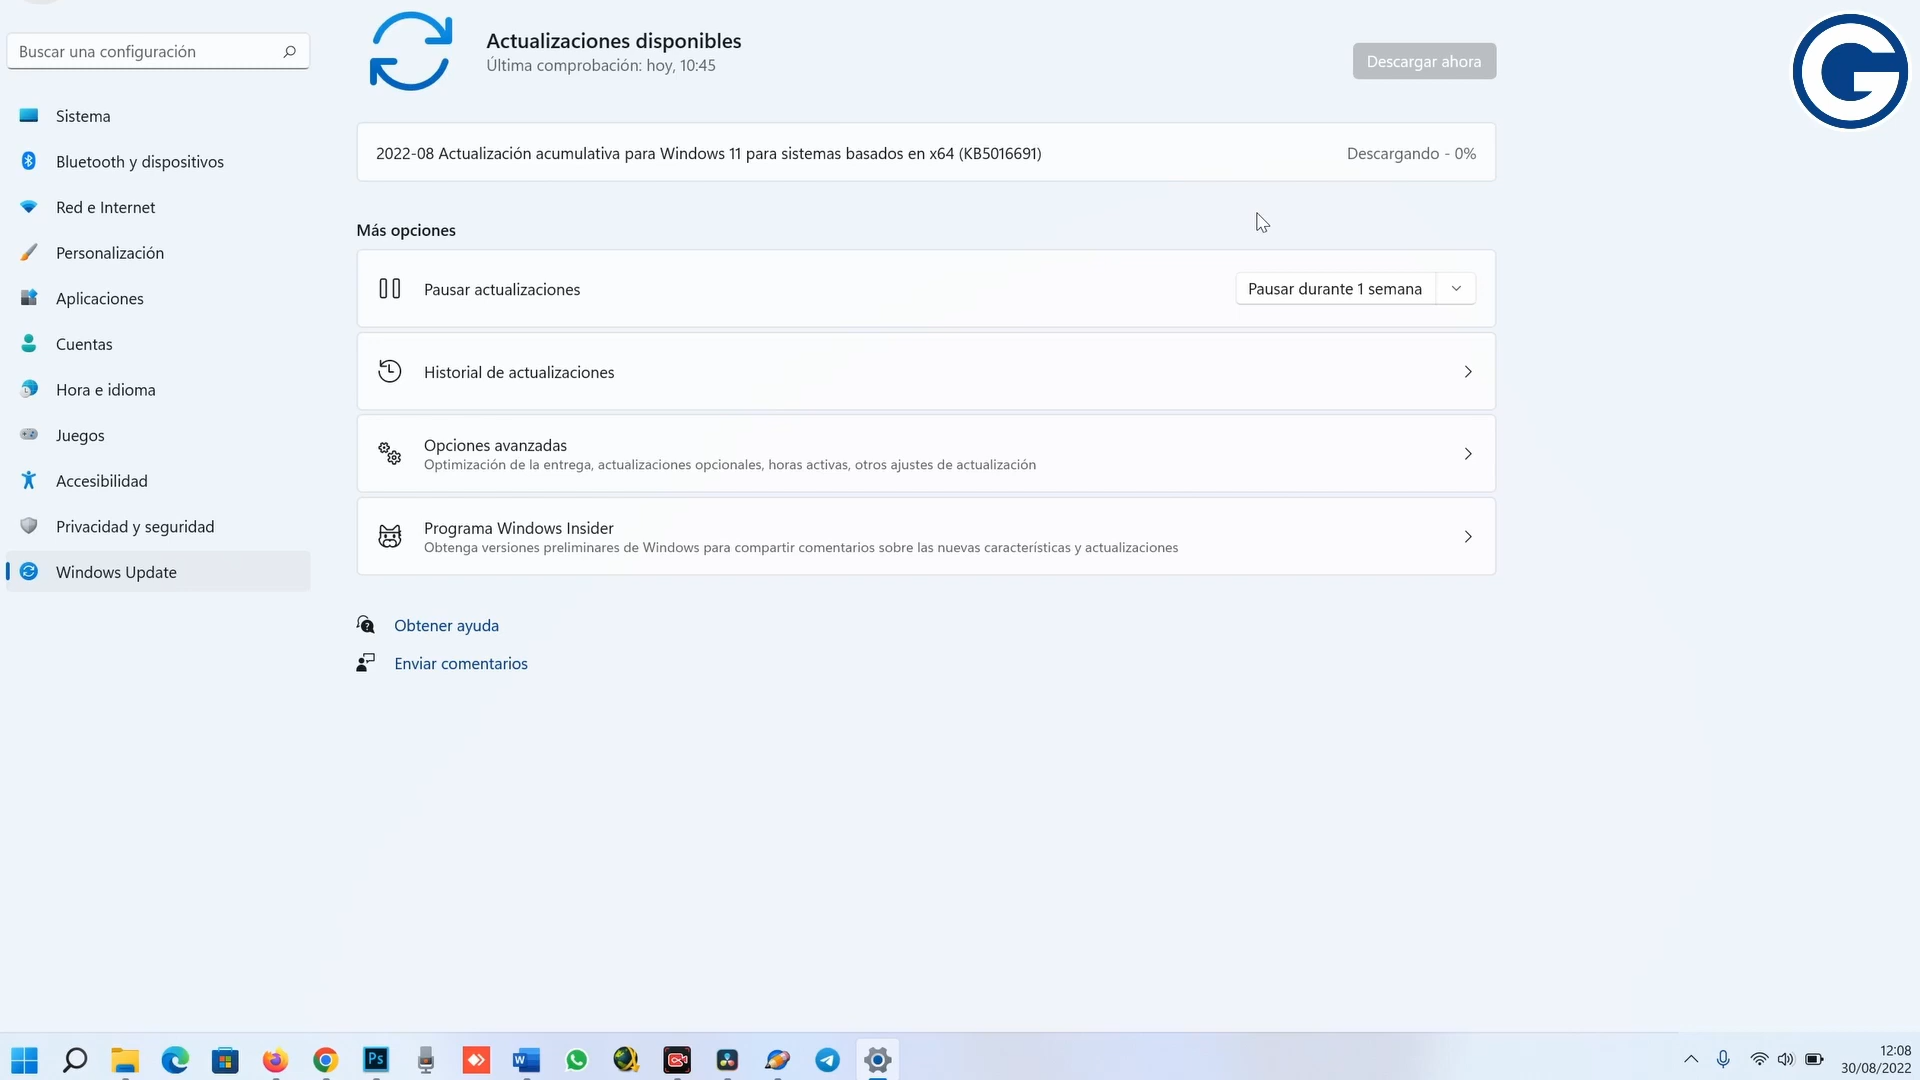 Buscar una configuración
Sistema
Bluetooth y dispositivos
Red e Internet
Personalización
Aplicaciones
Cuentas
Hora e idioma
Juegos
Accesibilidad
Privacidad y seguridad
Windows Update
Actualizaciones disponibles
Última comprobación: hoy, 10:45
Descargar ahora
2022-08 Actualización acumulativa para Windows 11 para sistemas basados en x64 (KB5016691)
Descargando - 0%
Más opciones
Pausar actualizaciones
Pausar durante 1 semana
Historial de actualizaciones
Opciones avanzadas
Optimización de la entrega, actualizaciones opcionales, horas activas, otros ajustes de actualización
Programa Windows Insider
Obtenga versiones preliminares de Windows para compartir comentarios sobre las nuevas características y actualizaciones
Obtener ayuda
Enviar comentarios
G
Ps
W
12:08
30/08/2022